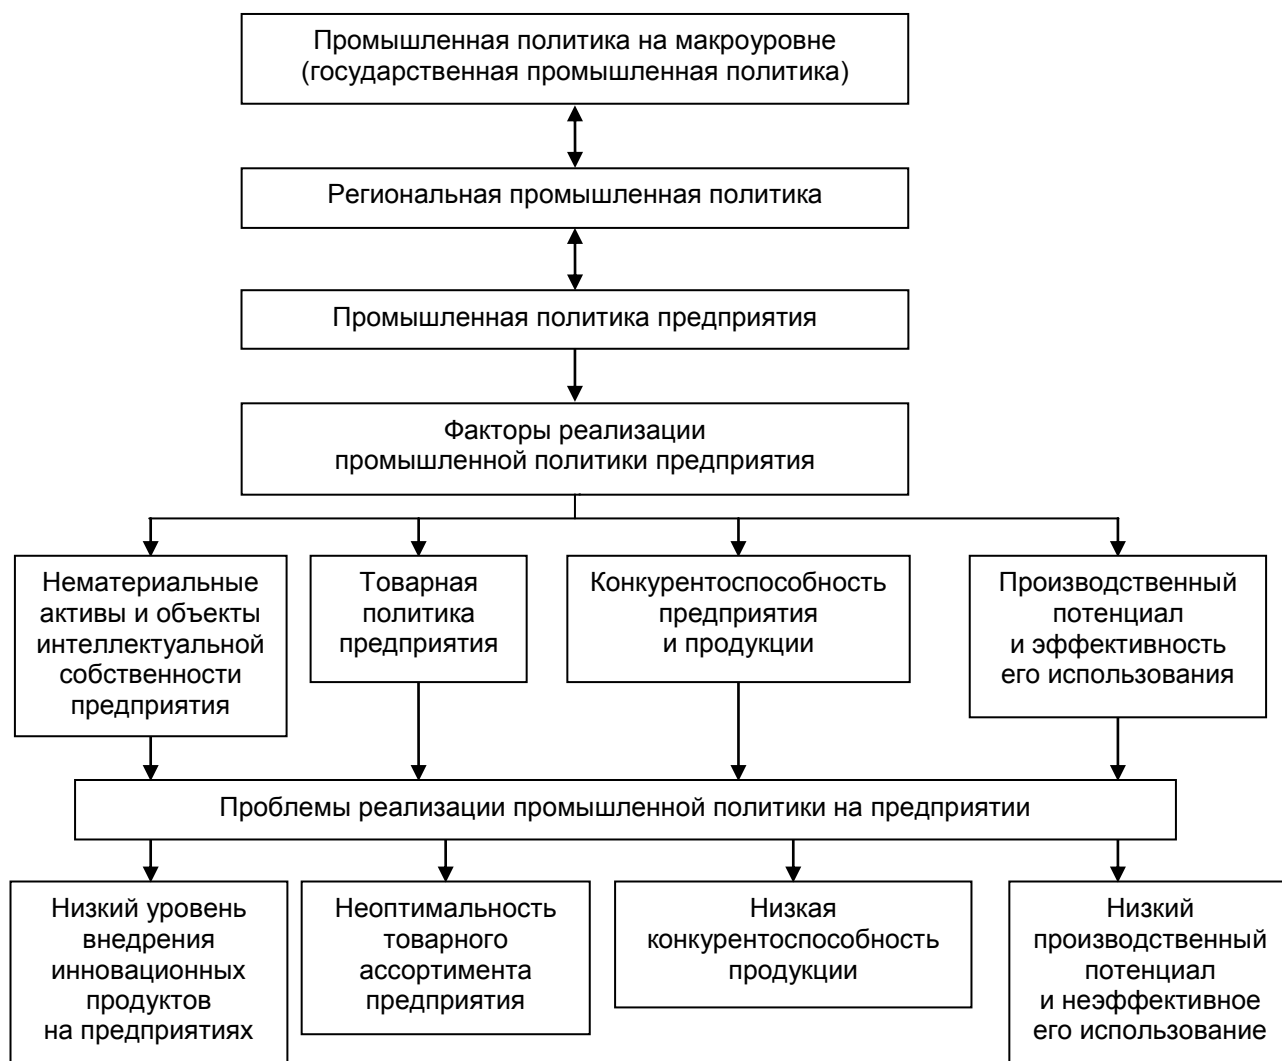 Промышленная политика на макроуровне
(государственная промышленная политика)
Региональная промышленная политика
Промышленная политика предприятия
Факторы реализации
промышленной политики предприятия
Нематериальные
активы и объекты
интеллектуальной
собственности
предприятия
Товарная
политика
предприятия
Конкурентоспособность
предприятия
и продукции
Производственный
потенциал
и эффективность
его использования
Проблемы реализации промышленной политики на предприятии
Низкий уровень
внедрения
инновационных
продуктов
на предприятиях
Неоптимальность
товарного
ассортимента
предприятия
Низкая
конкурентоспособность
продукции
Низкий
производственный
потенциал
и неэффективное
его использование